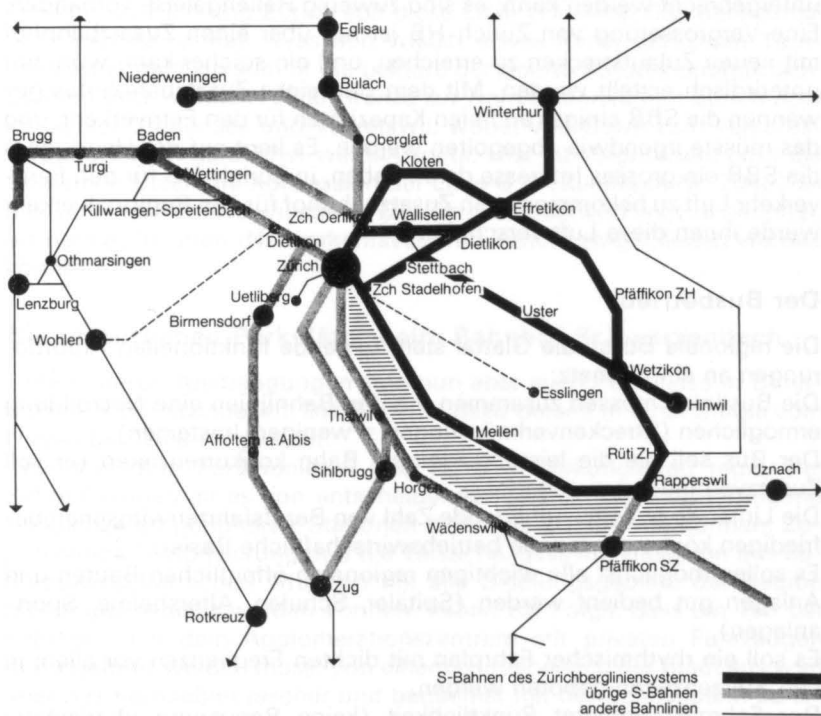 Eglisau
Niederweningen
Bülach
Winterthur
Oberglatt
Brugg
Baden
Kloten
Turgi
Wettingen
Zch Oerlikon
Wallisellen
Effretikon
Killwangen-Spreitenbach
Dietikon
Dietlikon
Othmarsingen
Zürich
Stettbach
Zch Stadelhofen
Pfäffikon ZH
Uetliberg
Lenzburg
Birmensdorf
Uster
Wohlen
Wetzikon
Esslingen
Hinwil
Thalwil
Meilen
Affoltern a. Albis
Rüti ZH
Sihlbrugg
Uznach
Horgen
Rapperswil
Wädenswil
Pfäffikon SZ
Zug
Rotkreuz
S-Bahnen des Zürichbergliniensystems
übrige S-Bahnen
andere Bahnlinien